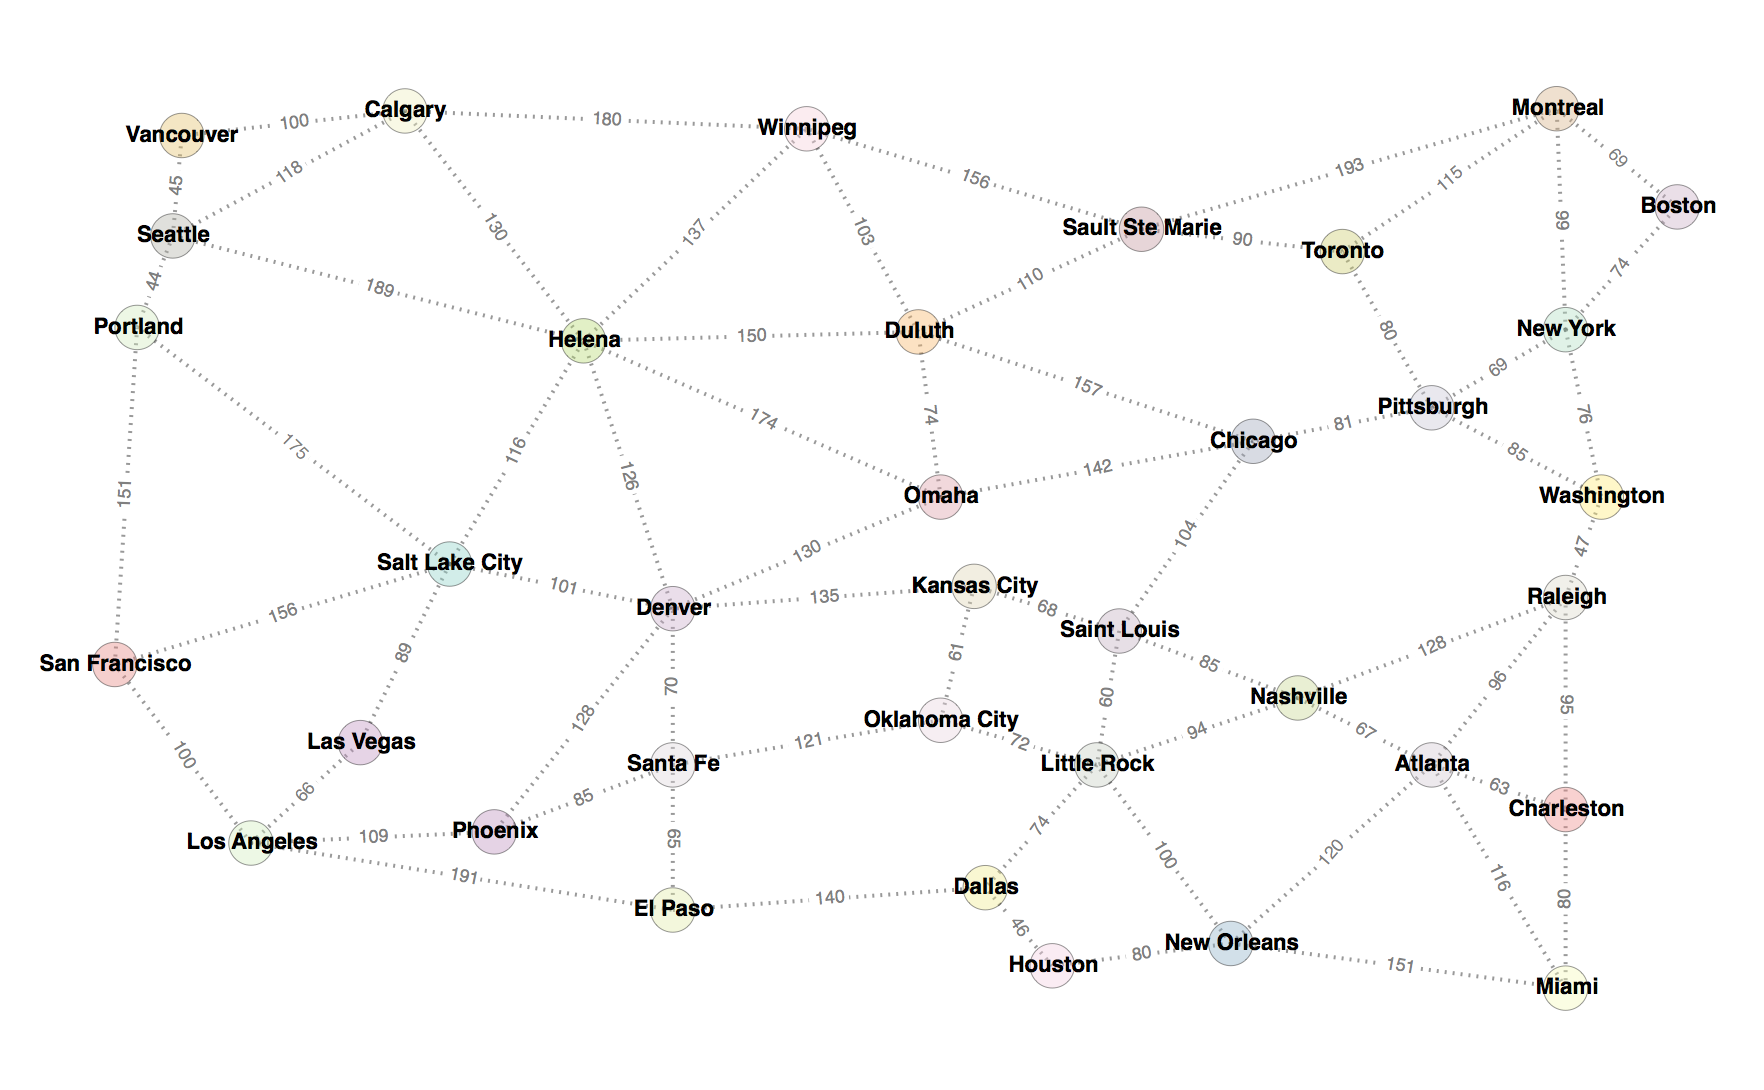 Montreal
Calgary
Vancouver
100
180
Winnipeg
69
118
193
115
45
156
Boston
Seattle
130
137
103
99
Sault Ste Marie
90
Toronto
74
44
189
110
Portland
Helena
150
Duluth
80
New York
69
157
Pittsburgh
174
74
81
76
Chicago
175
116
126
142
85
151
Omaha
Washington
104
47
130
Salt Lake City
101
Kansas City
Denver
135
Raleigh
156
68
Saint Louis
89
61
128
San Francisco
85
70
96
Nashville
60
95
128
Oklahoma City
94
67
Las Vegas
121
72
100
Santa Fe
Little Rock
Atlanta
66
85
63
Charleston
Phoenix
74
Los Angeles
109
65
100
120
191
116
Dallas
140
80
El Paso
46
New Orleans
80
Houston
151
Miami